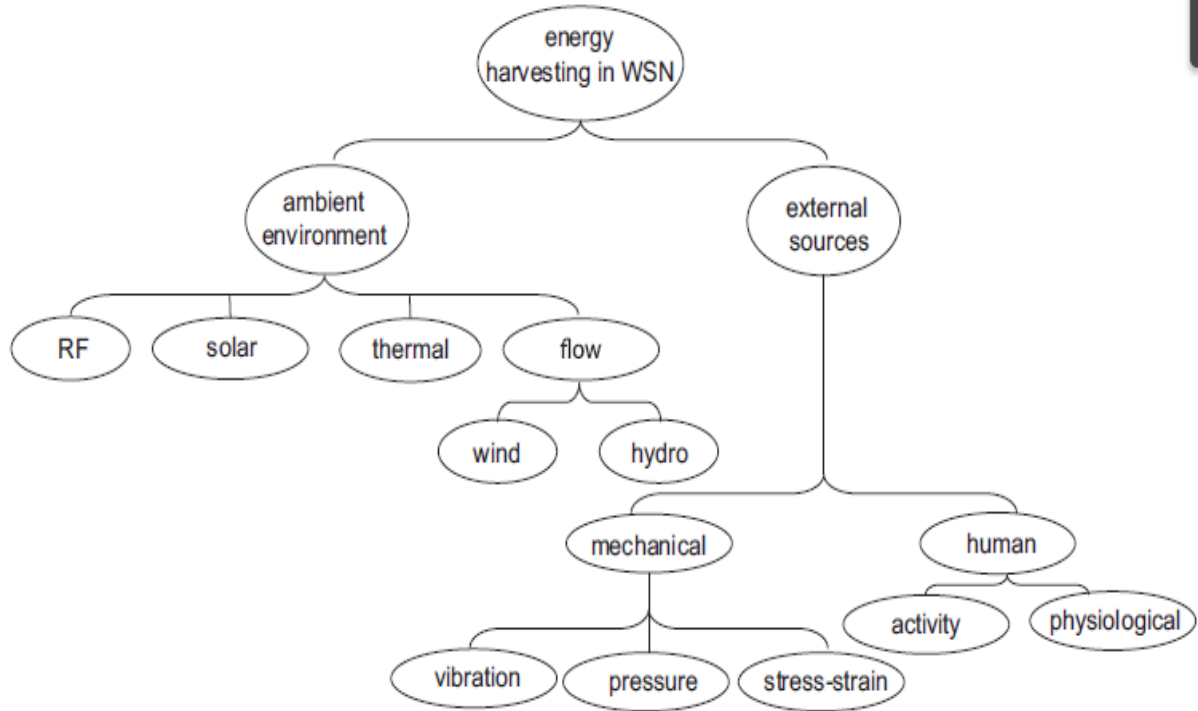 energy
harvesting in WSN
ambient
environment
external
sources
RF
solar
thermal
flow
wind
hydro
mechanical
human
activity
physiological
vibration
pressure
stress-strain